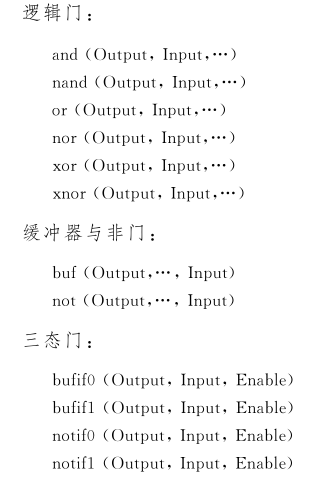 逻辑门：
and（Output，Input，…）
nand（Output，Input，…）
or（Output，Input，…）
nor（Output，Input，…）
xor（Output，Input，…）
xnor（Output，Input，…）
缓冲器与非门：
buf（Output，…，Input）
not（Output，…，Input）
三态门：
bufif0（Output，Input，Enable）
bufif1（Output，Input，Enable）
notif0（Output，Input，Enable）
notif1（Output，Input，Enable）